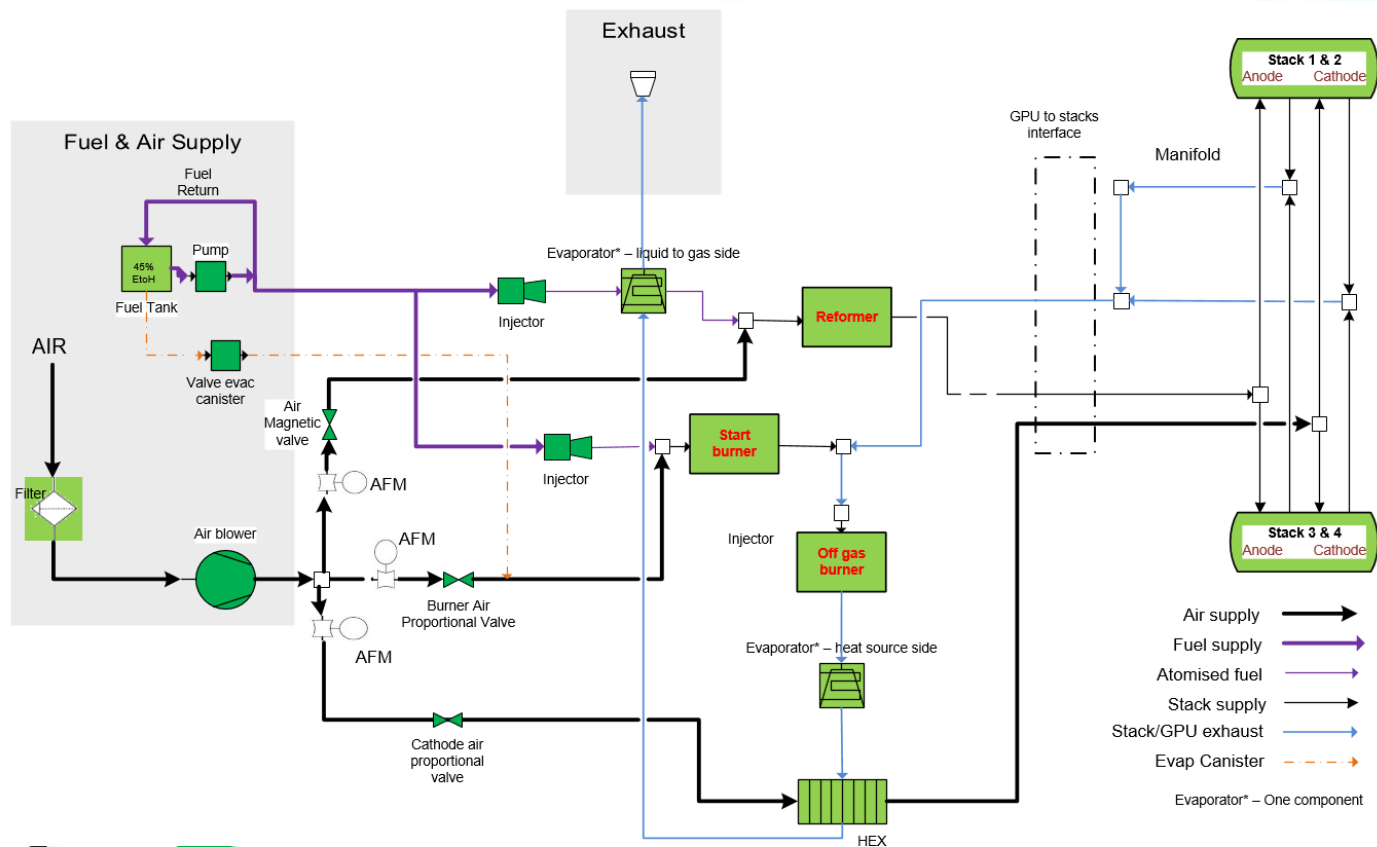 Exhaust
Fuel & Air Supply
Fuel
Return
Pump
45%
EtoH
Fuel Tank
AIR
Valve evac
canister
Filter
Air blower
Air
Magnetic
valve
AFM
AFM
AFM
Burner Air
Proportional Valve
Cathode air
proportional
valve
Evaporator* – liquid to gas side
Injector
Injector
Reformer
Start
burner
Injector
Off gas
burner
Evaporator* – heat source side
HEX
GPU to stacks
interface
Manifold
Stack 1 & 2
Anode Cathode
Stack 3 & 4
Anode Cathode
Air supply
Fuel supply
Atomised fuel
Stack supply
Stack/GPU exhaust
Evap Canister
Evaporator* – One component